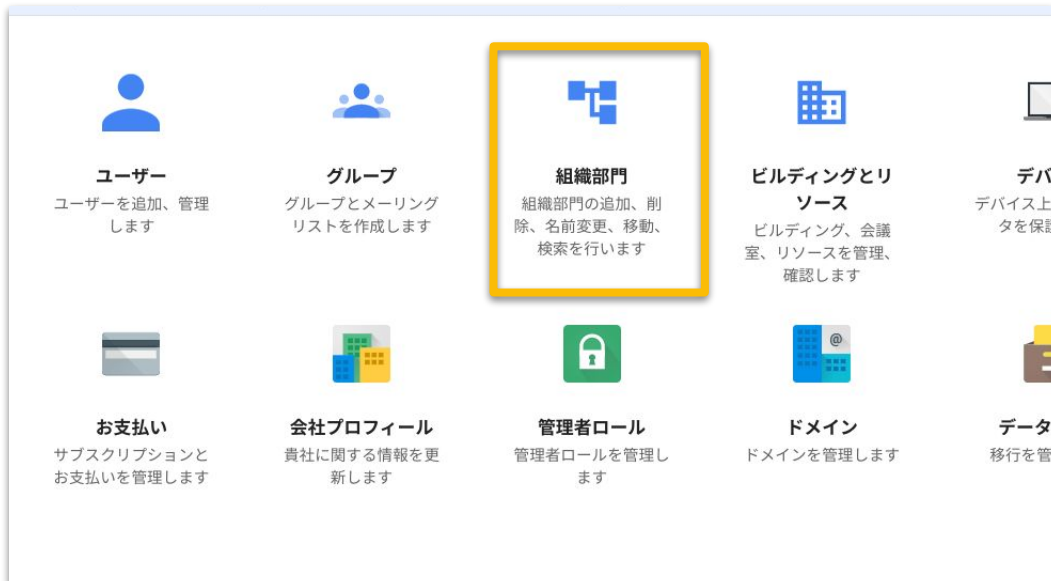 ユーザー
ユーザーを追加、管理
します
グループ
グループとメーリング
リストを作成します
組織部門
組織部門の追加、削
除、名前変更、移動、
検索を行います
ビルディングとリ
ソース
ビルディング、会議
室、リソースを管理、
確認します
デバ
デバイス上
タを保
お支払い
サブスクリプションと
お支払いを管理します
会社プロフィール
貴社に関する情報を更
新します
管理者ロール
管理者ロールを管理し
ます
ドメイン
@
ドメインを管理します
データ
移行を管